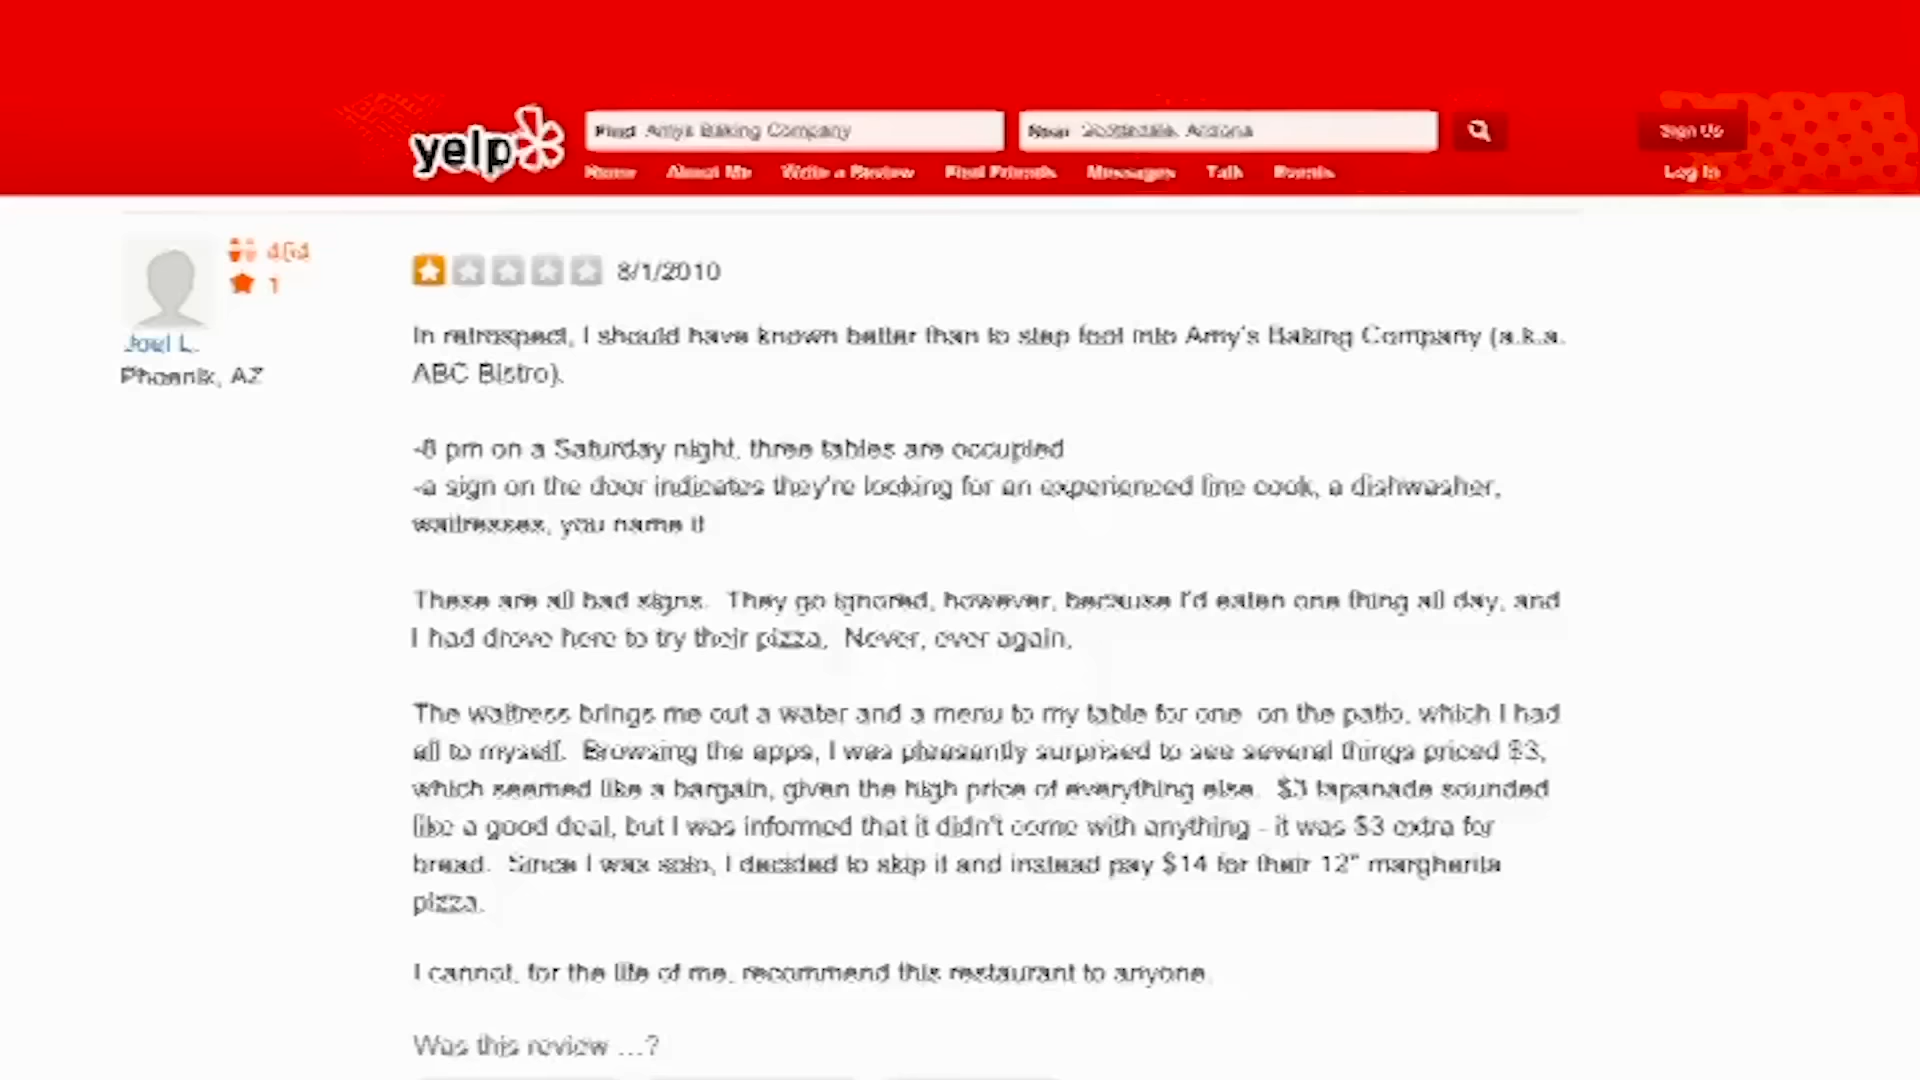 yelp
Find Amy's Baking Company
Near Scottsdale, Arizona
Sign Up
Home About Me Write a Review Find Friends Messages Talk Events
Log In
1
Joel L.
Phoenix, AZ
8/1/2010
In retrospect, I should have known better than to step foot into Amy's Baking Company (a.k.a.
ABC Bistro).
-8 pm on a Saturday night, three tables are occupied
-a sign on the door indicates they're looking for an experienced line cook, a dishwasher,
waitresses, you name it
These are all bad signs. They go ignored, however, because I'd eaten one thing all day, and
I had drove here to try their pizza. Never, ever again.
The waitress brings me out a water and a menu to my table for one on the patio, which I had
all to myself. Browsing the apps, I was pleasantly surprised to see several things priced $3,
which seemed like a bargain, given the high price of everything else. $3 tapanade sounded
like a good deal, but I was informed that it didn't come with anything - it was $3 extra for
bread. Since I was solo, I decided to skip it and instead pay $14 for their 12" margherita
pizza.
I cannot, for the life of me, recommend this restaurant to anyone.
Was this review ...?